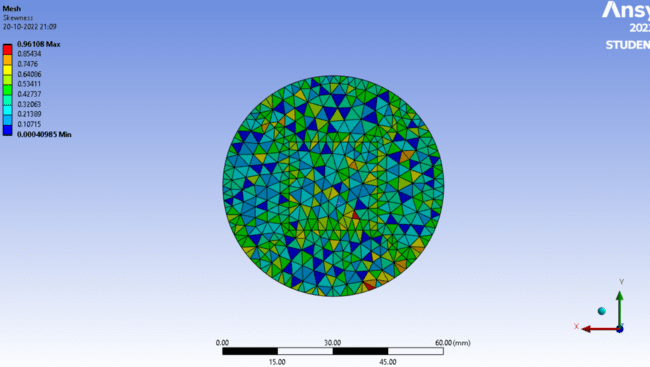 Mesh
Skewness
20-10-2022 21:09
0.96108 Max
0.85434
0.7476
0.64086
0.53411
0.42737
0.32063
0.21389
0.10715
0.00040985 Min
Ansy
2022
STUDEN
Y
X
0.00 30.00 60.00 (mm)
15.00 45.00